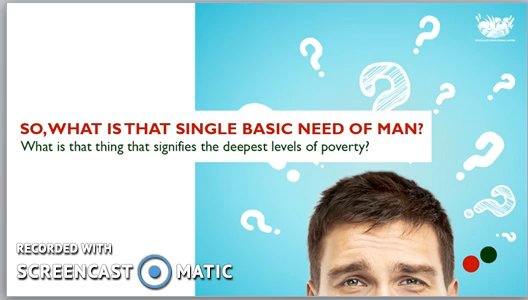 SO, WHAT IS THAT SINGLE BASIC NEED OF MAN?
What is that thing that signifies the deepest levels of poverty?
RECORDED WITH
SCREENCAST MATIC